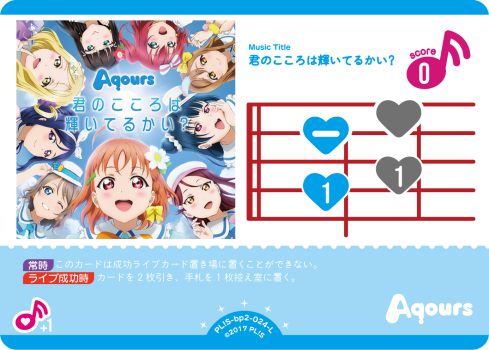 Music Title
君のこころは輝いてるかい?
score
0
Aqours
君のこころは
輝いてるかい?
ー
1
1
常時 このカードは成功ライブカード置き場に置くことができない。
ライブ成功時 カードを2枚引き、手札を1枚控え室に置く。
+1
PL!S-bp2-024-L
©2017 PL!S
Aqours